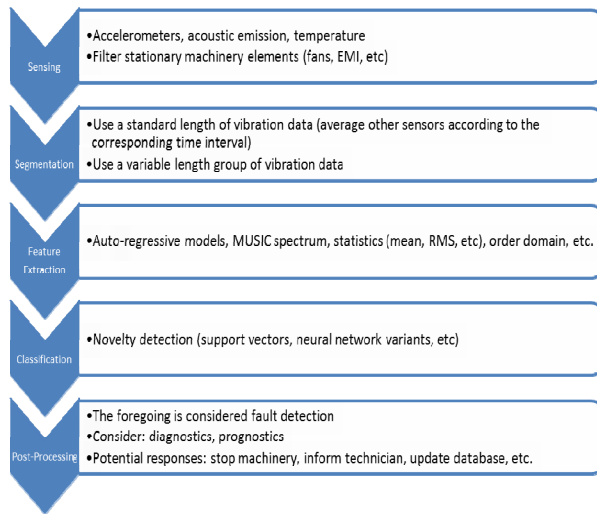 Sensing
•Accelerometers, acoustic emission, temperature
•Filter stationary machinery elements (fans, EMI, etc)
Segmentation
•Use a standard length of vibration data (average other sensors according to the
corresponding time interval)
•Use a variable length group of vibration data
Feature
Extraction
•Auto-regressive models, MUSIC spectrum, statistics (mean, RMS, etc), order domain, etc.
Classification
•Novelty detection (support vectors, neural network variants, etc)
Post-Processing
•The foregoing is considered fault detection
•Consider: diagnostics, prognostics
•Potential responses: stop machinery, inform technician, update database, etc.